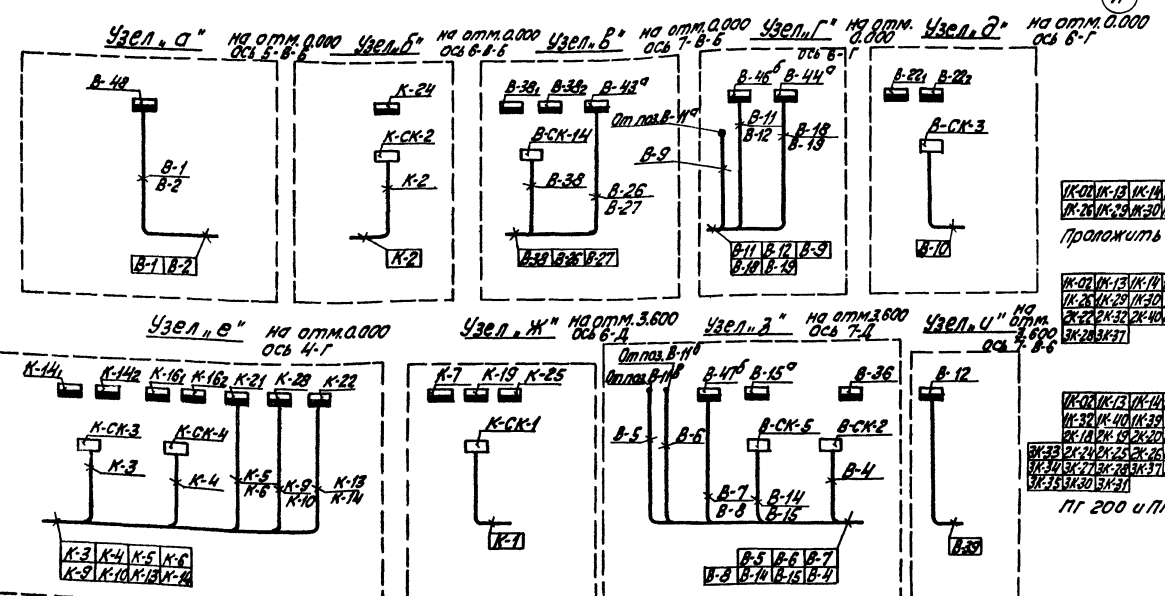 Узел „а" на отм.0.000
ось 5-В-Б
В-48
В-1
В-2
В-1 В-2
Узел „б" на отм.0.000
ось 6-В-Б
К-24
К-СК-2
К-2
К-2
Узел „в" на отм.0.000
ось 7-В-Б
В-38₁ В-38₂ В-43ᵃ
В-СК-14
В-38
В-26
В-27
В-38 В-26 В-27
Узел „г" на отм.
0.000
ось 6-Г
В-46ᵇ В-44ᵃ
От поз. В-11ᵃ
В-11
В-12
В-18
В-19
В-9
В-11 В-12 В-9
В-18 В-19
Узел „д" на отм.0.000
ось 6-Г
В-22₁ В-22₂
В-СК-3
В-10
1К-02 1К-13 1К-14
1К-26 1К-29 1К-30
Проложить
1К-02 1К-13 1К-14
1К-26 1К-29 1К-30
2К-22 2К-32 2К-40
3К-28 3К-37
Узел „е" на отм.0.000
ось 4-Г
К-14₁ К-14₂ К-16₁ К-16₂ К-21 К-28 К-22
К-СК-3 К-СК-4
К-3
К-4
К-5
К-6
К-9
К-10
К-13
К-14
К-3 К-4 К-5 К-6
К-9 К-10 К-13 К-14
Узел „ж" на отм.3.600
ось 6-Д
К-7 К-19 К-25
К-СК-1
К-1
Узел „з" на отм.3.600
ось 7-Д
От поз. В-11ᵇ
От поз. В-11ᵇ
В-47ᵇ В-15ᵃ В-36
В-СК-5 В-СК-2
В-5 В-6
В-4
В-7
В-8
В-14
В-15
В-5 В-6 В-7
В-8 В-14 В-15 В-4
Узел „и" на
отм.
3.600
ось 7-В-Б
В-12
В-39
1К-02 1К-13 1К-14
1К-32 1К-40 1К-39
2К-18 2К-19 2К-20
3К-33 2К-24 2К-25 2К-26
3К-34 3К-27 3К-28 3К-37
3К-35 3К-30 3К-31
ПГ 200 и